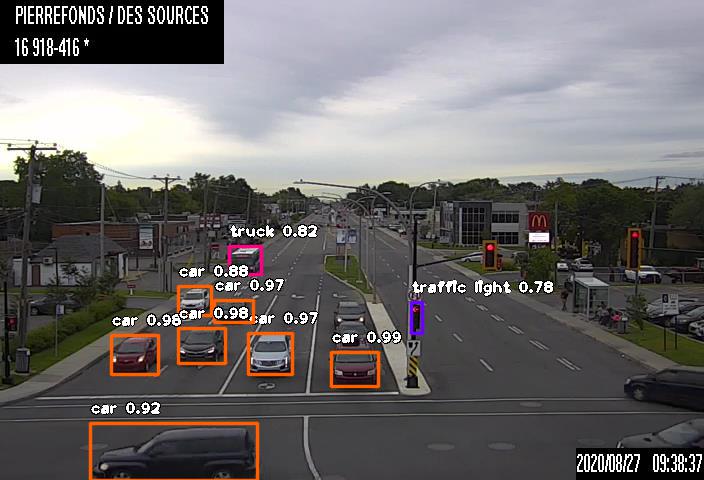 PIERREFONDS / DES SOURCES
16 918-416 *
truck 0.82
car 0.88
car 0.97
traffic light 0.78
car 0.98
car 0.98
car 0.97
car 0.99
car 0.92
2020/08/27 09:38:37